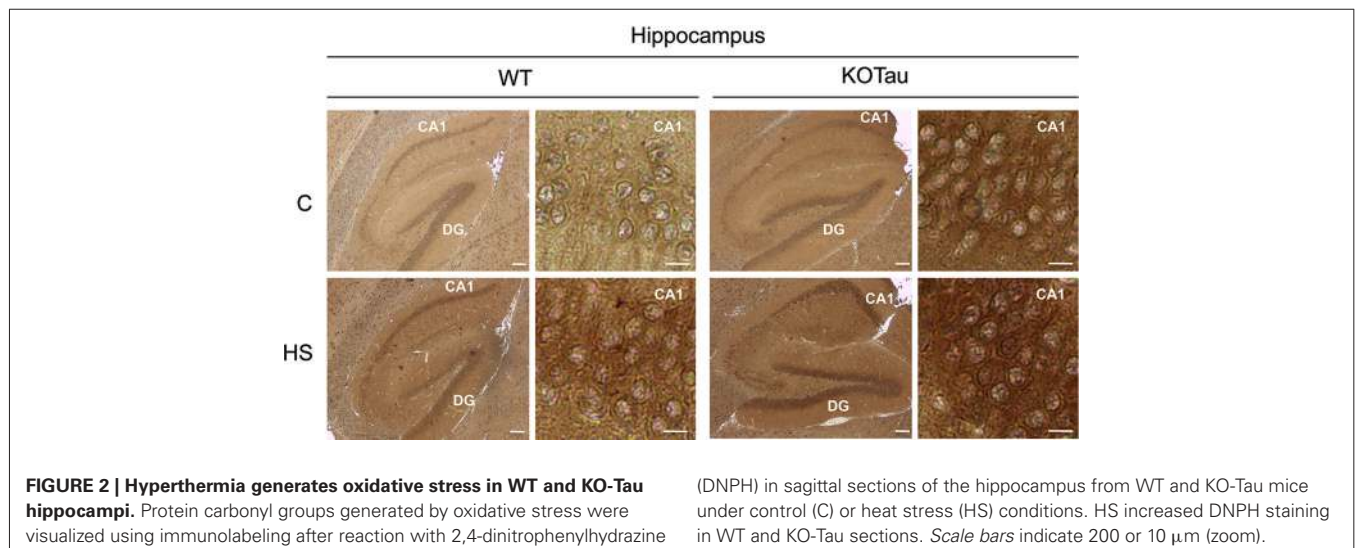 Hippocampus
WT
KOTau
C
CA1
DG
CA1
CA1
DG
CA1
HS
CA1
DG
CA1
CA1
DG
CA1
FIGURE 2 | Hyperthermia generates oxidative stress in WT and KO-Tau
hippocampi. Protein carbonyl groups generated by oxidative stress were
visualized using immunolabeling after reaction with 2,4-dinitrophenylhydrazine
(DNPH) in sagittal sections of the hippocampus from WT and KO-Tau mice
under control (C) or heat stress (HS) conditions. HS increased DNPH staining
in WT and KO-Tau sections. Scale bars indicate 200 or 10 μm (zoom).